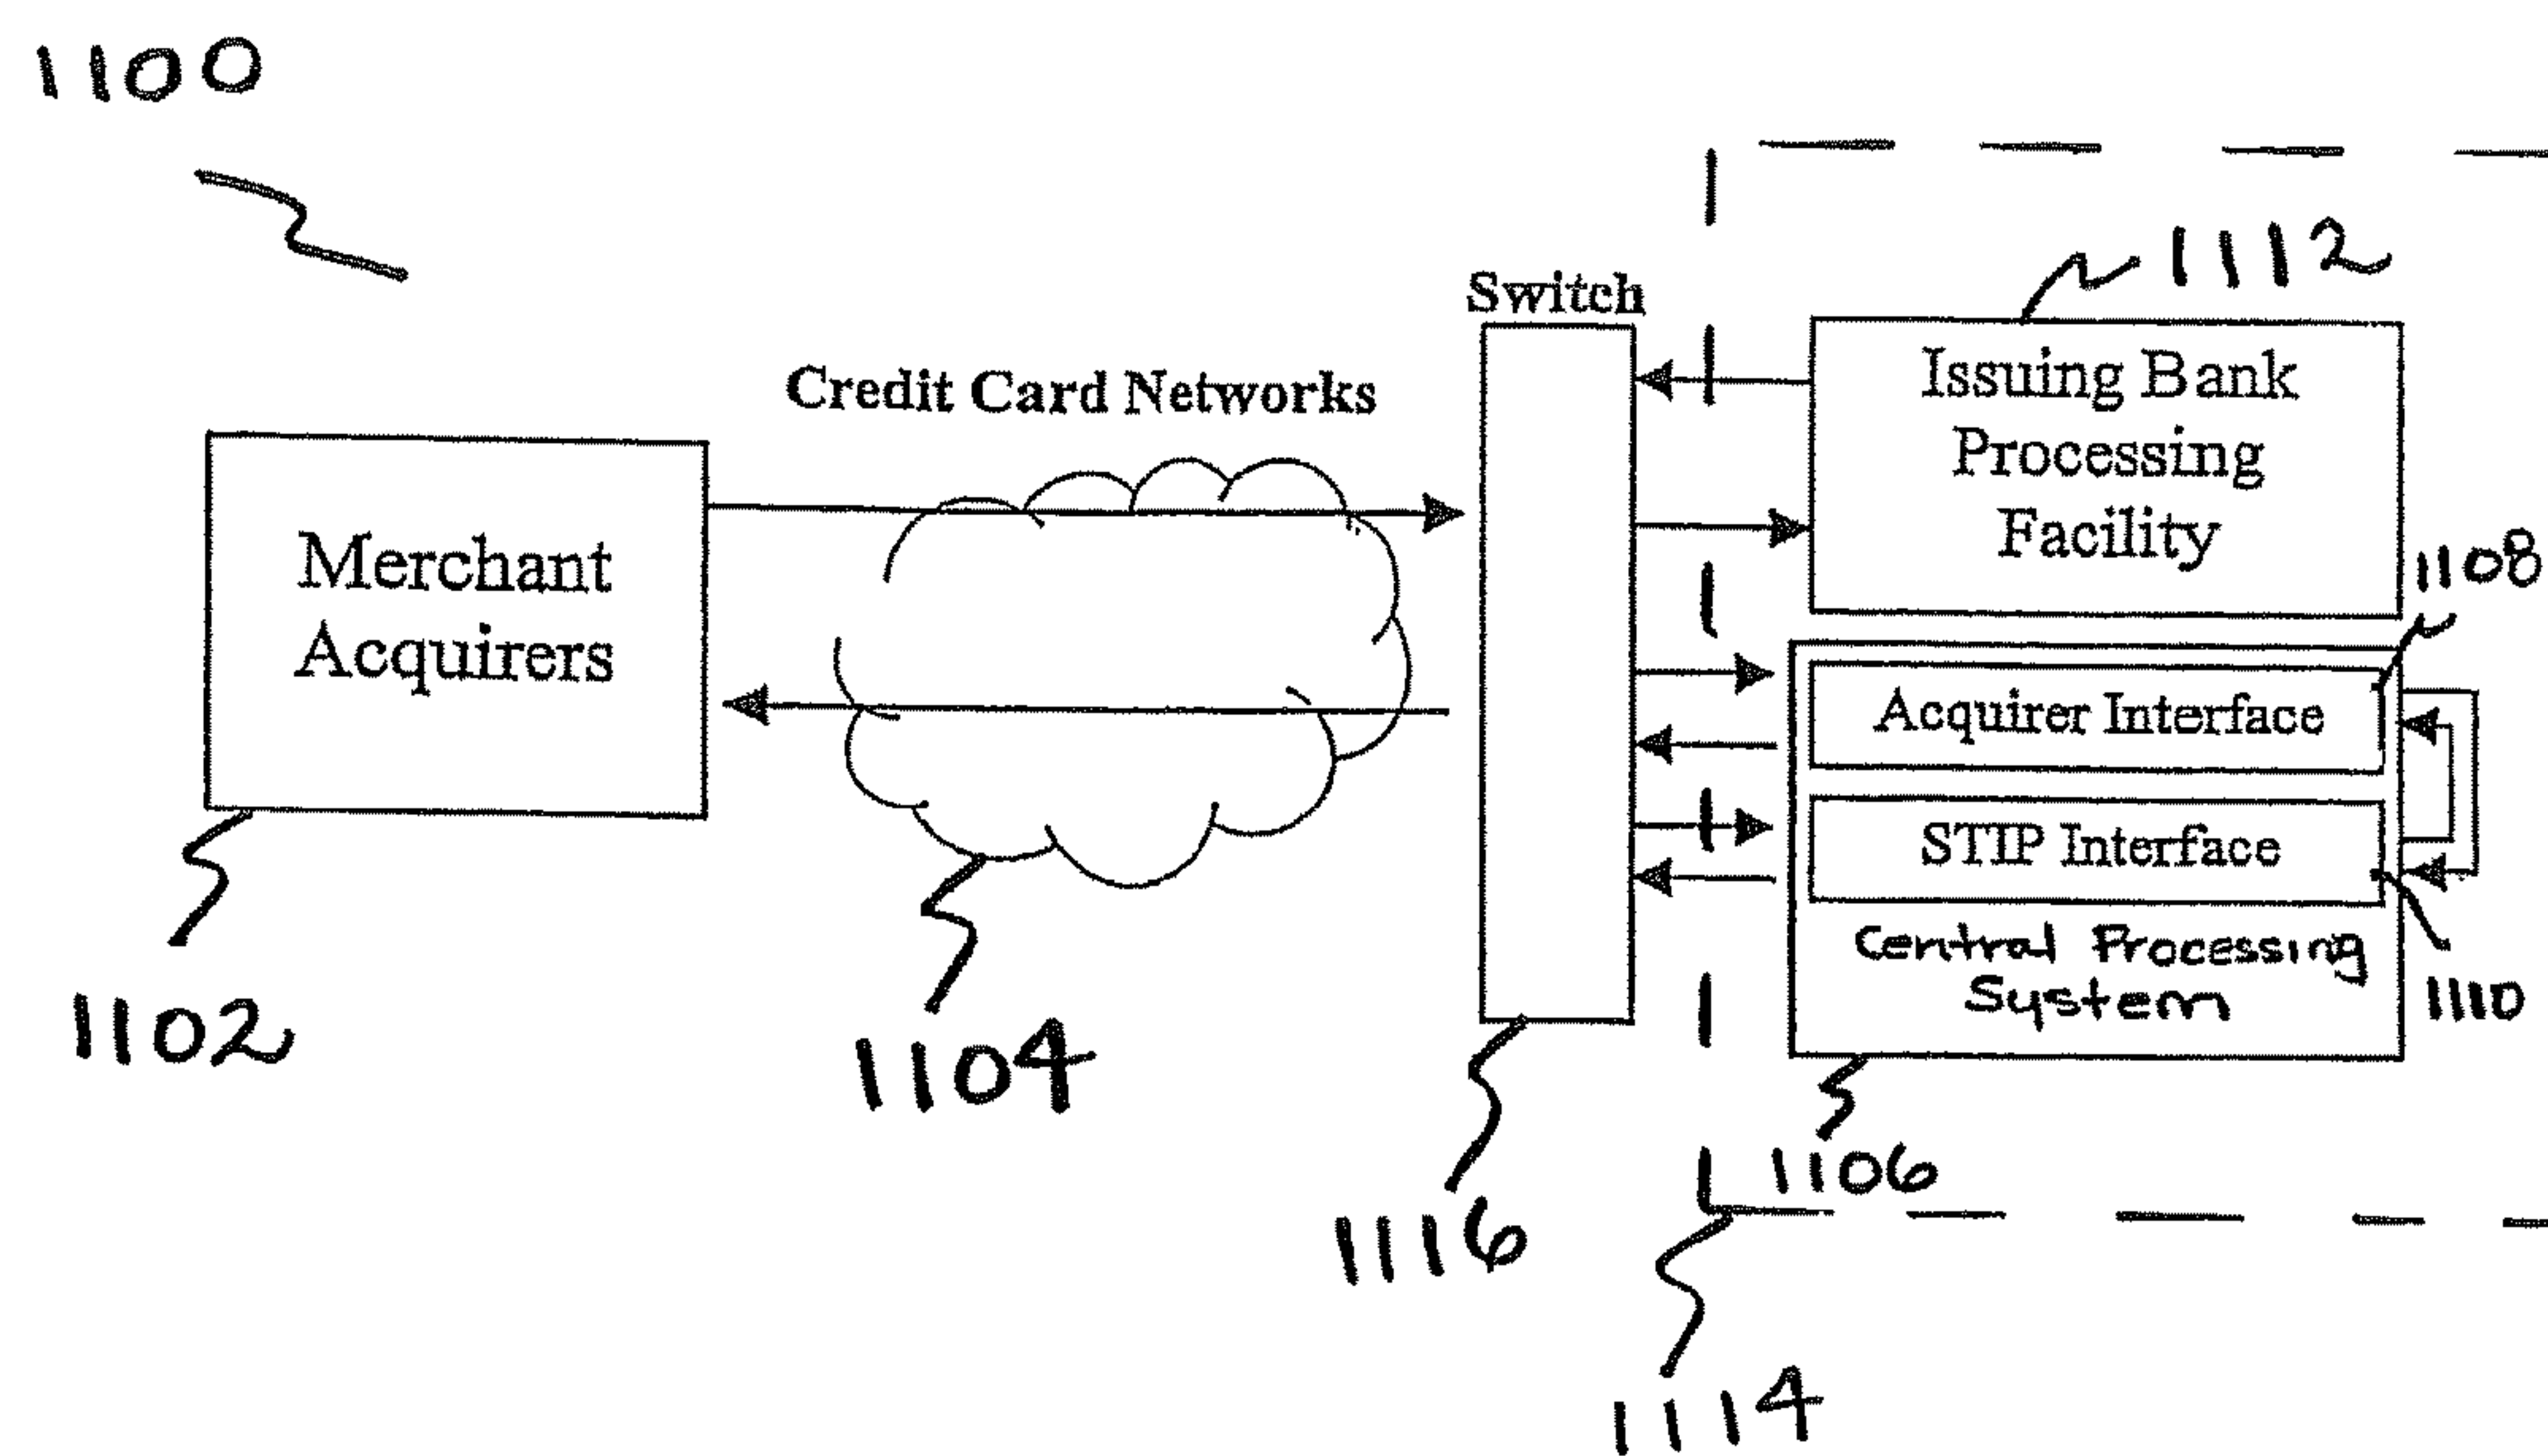 1100
1112
Switch
Credit Card Networks
Issuing Bank
Processing
Facility
Merchant
Acquirers
1108
Acquirer Interface
STIP Interface
Central Processing
System
1110
1102
1104
1116
1106
1114